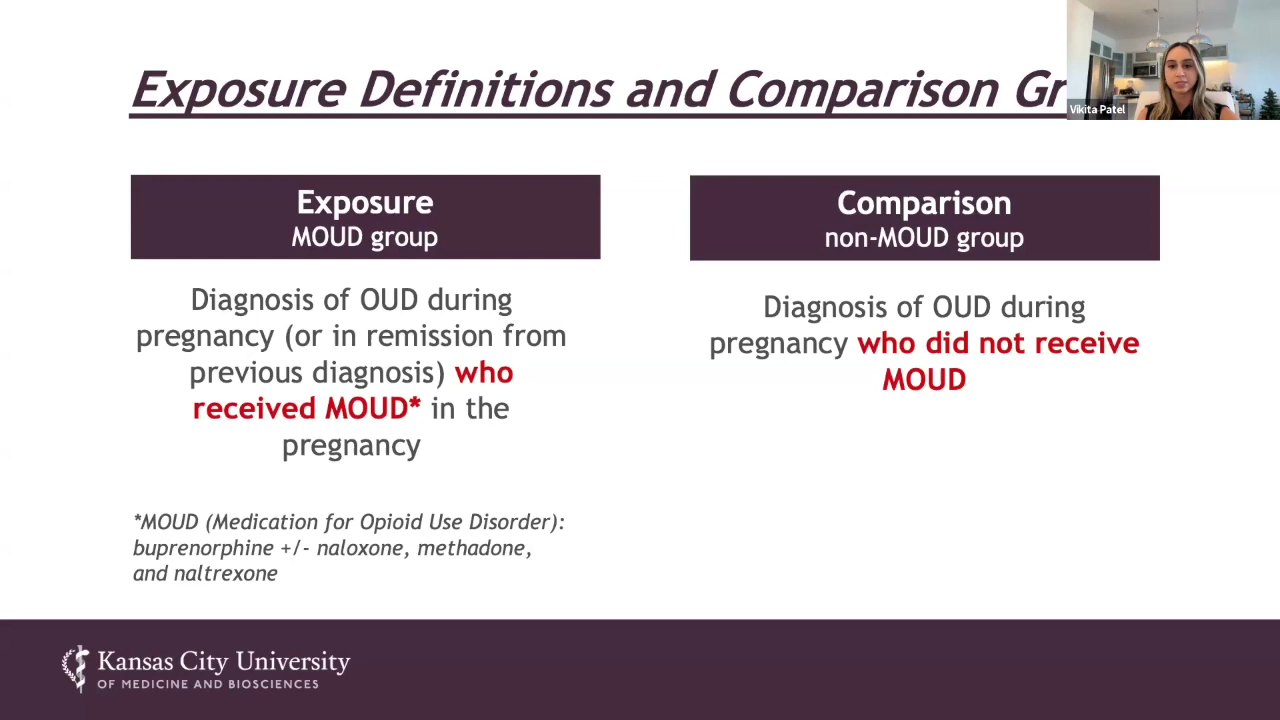 Exposure Definitions and Comparison Gr
Vikita Patel
Exposure
MOUD group
Diagnosis of OUD during
pregnancy (or in remission from
previous diagnosis) who
received MOUD* in the
pregnancy
*MOUD (Medication for Opioid Use Disorder):
buprenorphine +/- naloxone, methadone,
and naltrexone
Comparison
non-MOUD group
Diagnosis of OUD during
pregnancy who did not receive
MOUD
Kansas City University
OF MEDICINE AND BIOSCIENCES